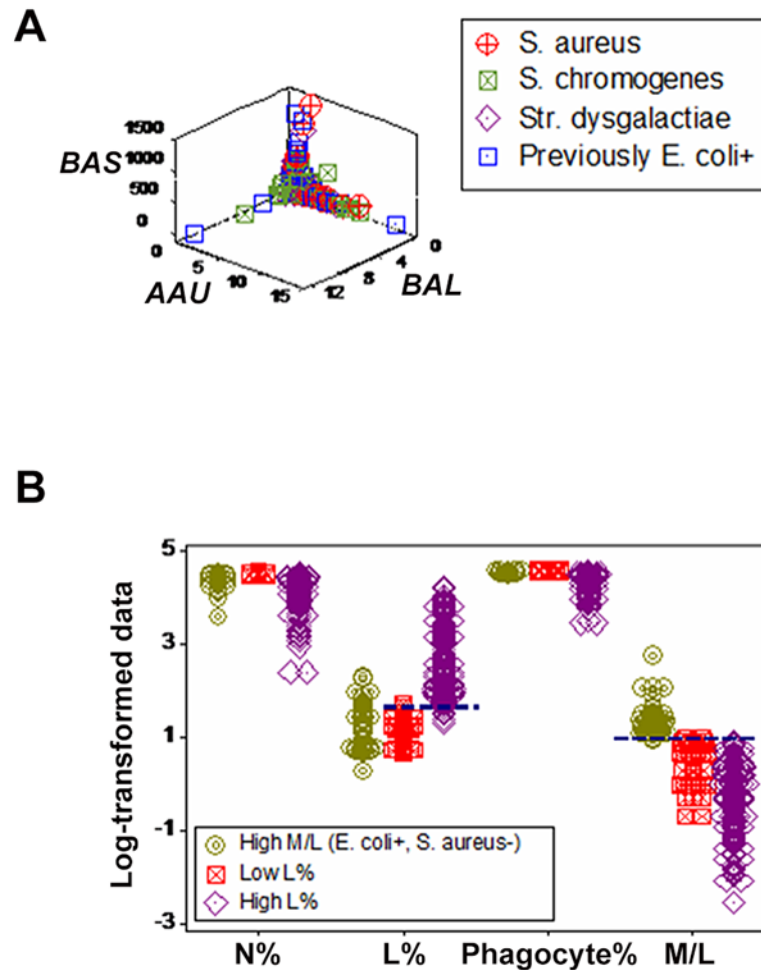 A
S. aureus
S. chromogenes
Str. dysgalactiae
Previously E. coli+
1500
1000
500
0
BAS
0
5
10
15
AAU
12
8
4
0
BAL
B
Log-transformed data
5
3
1
-1
-3
High M/L (E. coli+, S. aureus-)
Low L%
High L%
N% L% Phagocyte% M/L